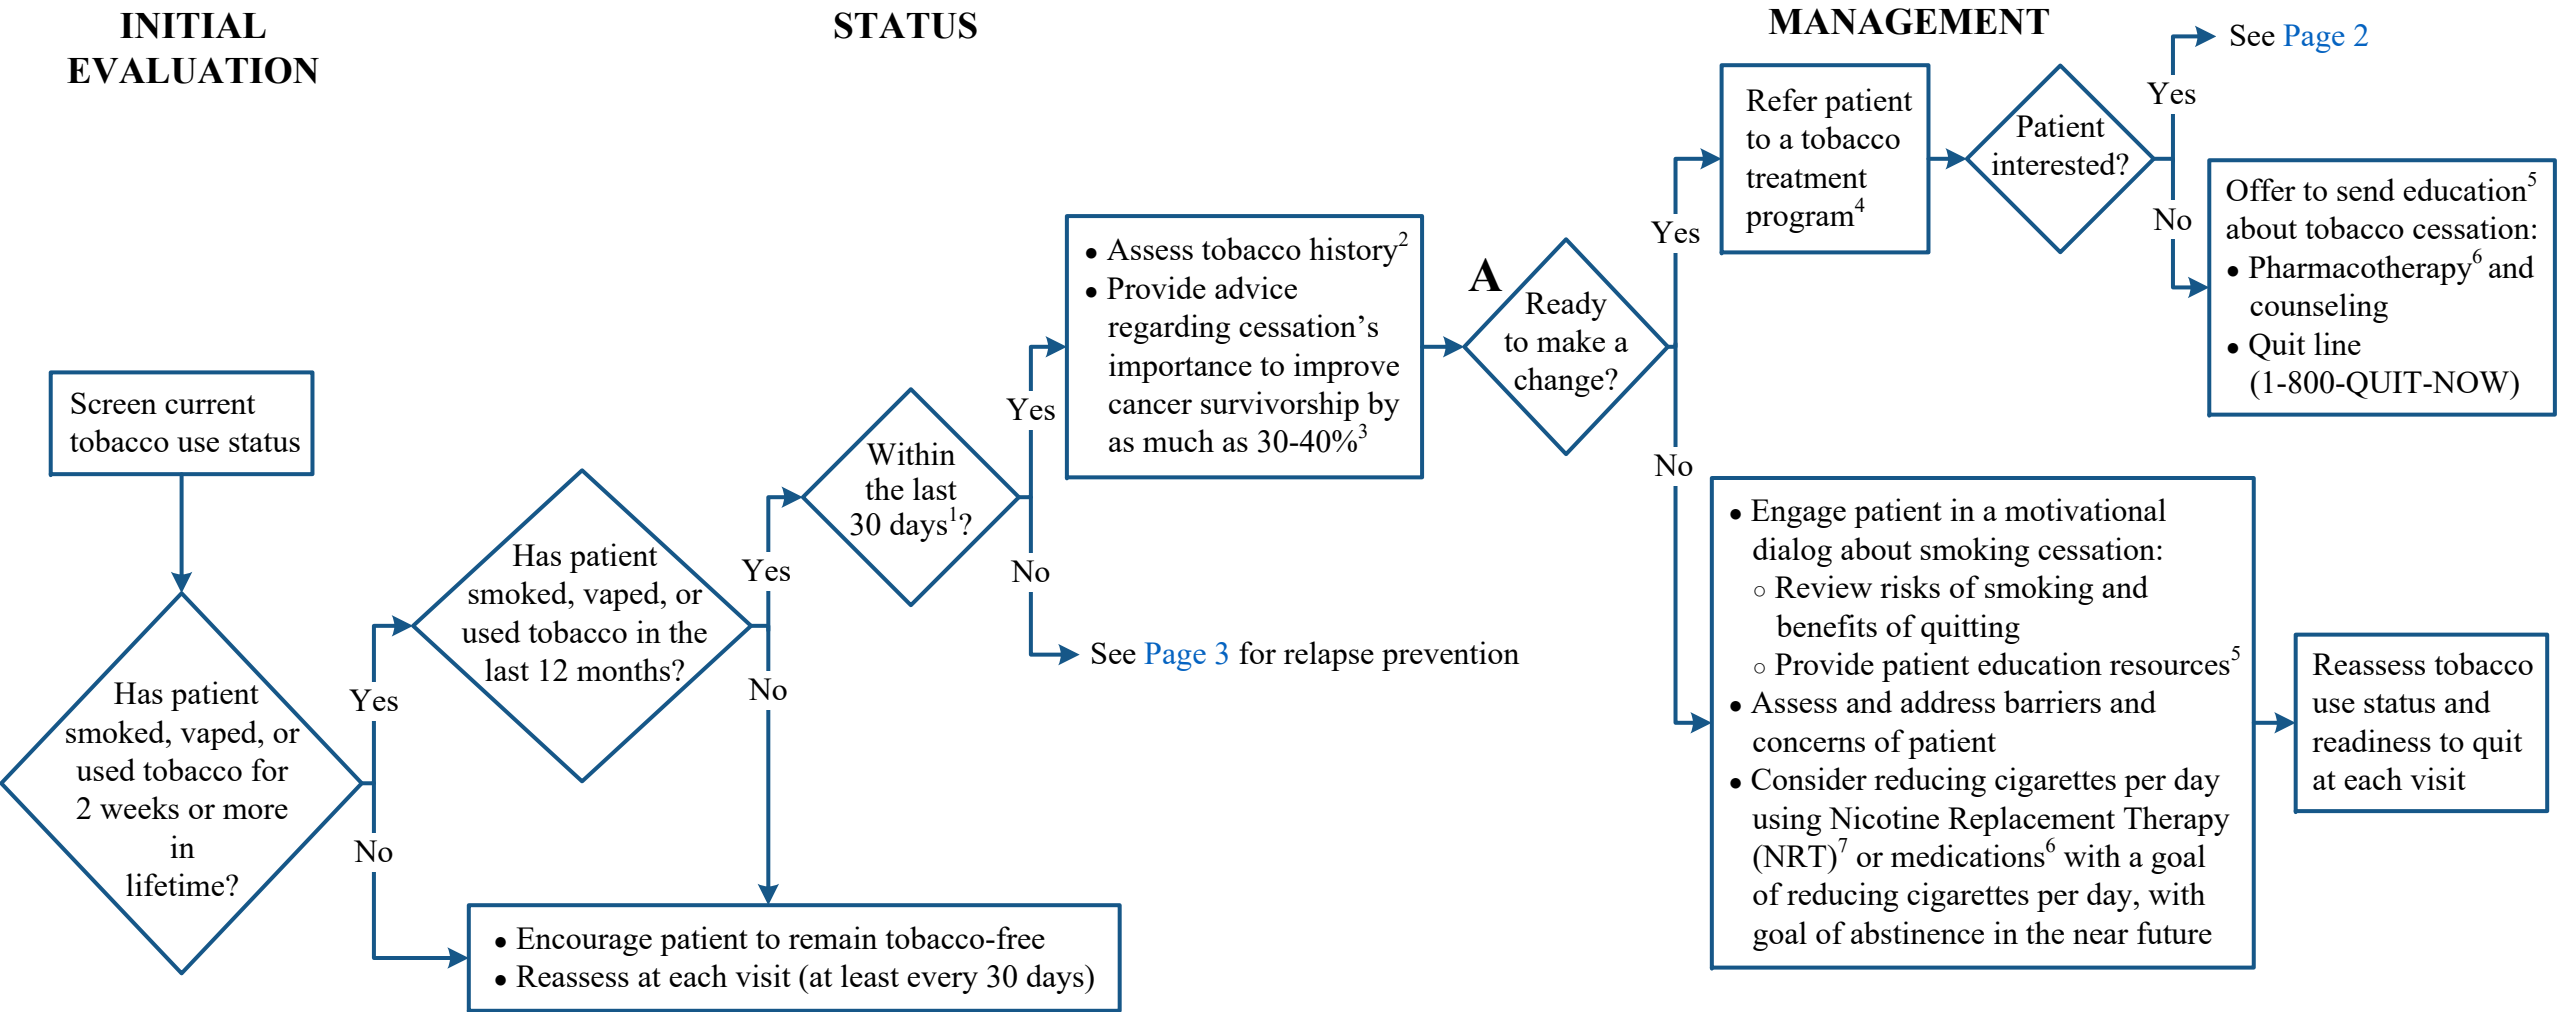 INITIAL
EVALUATION
STATUS
MANAGEMENT
Screen current
tobacco use status
Has patient
smoked, vaped, or
used tobacco for
2 weeks or more
in
lifetime?
Yes
No
Has patient
smoked, vaped, or
used tobacco in the
last 12 months?
Yes
No
• Encourage patient to remain tobacco-free
• Reassess at each visit (at least every 30 days)
Within
the last
30 days¹?
Yes
No
See Page 3 for relapse prevention
• Assess tobacco history²
• Provide advice
regarding cessation’s
importance to improve
cancer survivorship by
as much as 30-40%³
A
Ready
to make a
change?
Yes
No
Refer patient
to a tobacco
treatment
program⁴
Patient
interested?
Yes
No
See Page 2
Offer to send education⁵
about tobacco cessation:
• Pharmacotherapy⁶ and
counseling
• Quit line
(1-800-QUIT-NOW)
• Engage patient in a motivational
dialog about smoking cessation:
○ Review risks of smoking and
benefits of quitting
○ Provide patient education resources⁵
• Assess and address barriers and
concerns of patient
• Consider reducing cigarettes per day
using Nicotine Replacement Therapy
(NRT)⁷ or medications⁶ with a goal
of reducing cigarettes per day, with
goal of abstinence in the near future
Reassess tobacco
use status and
readiness to quit
at each visit